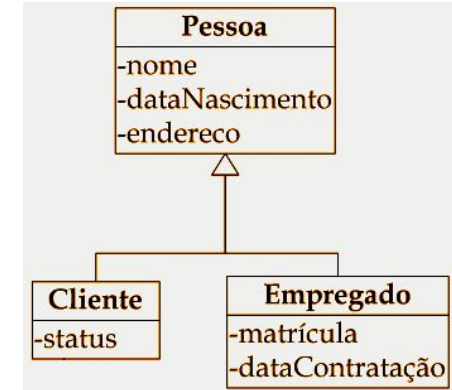 Pessoa
-nome
-dataNascimento
-endereco
Cliente
-status
Empregado
-matrícula
-dataContratação